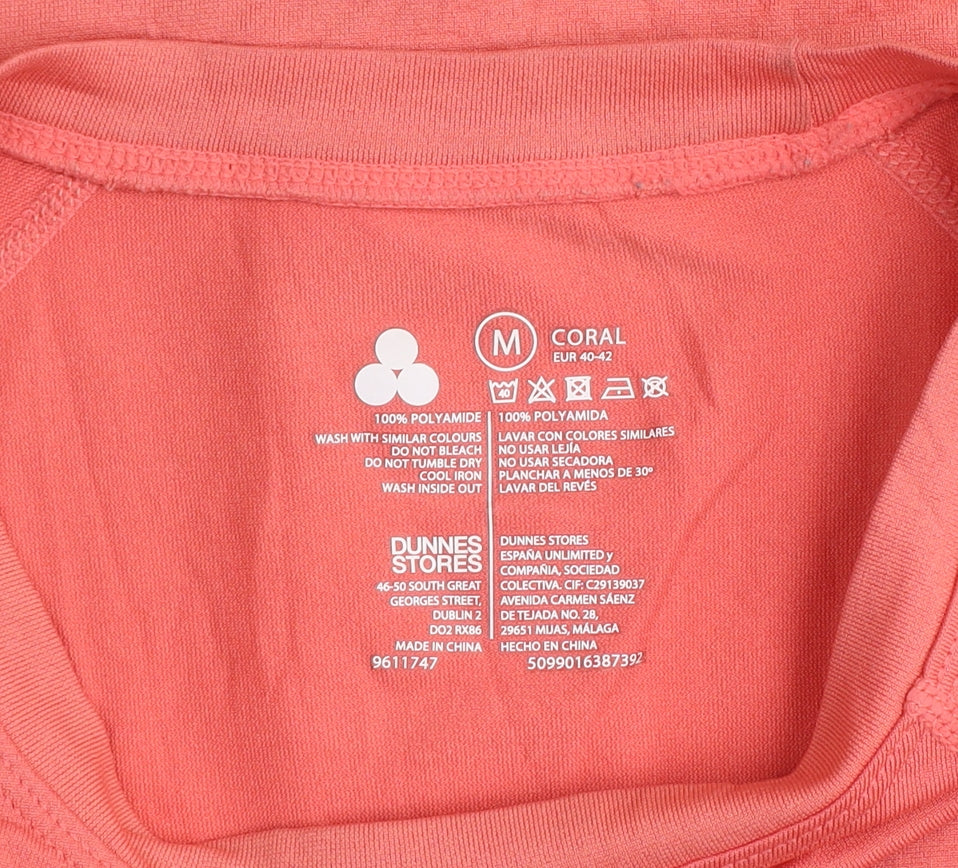 M CORAL
EUR 40-42
40
100% POLYAMIDE
WASH WITH SIMILAR COLOURS
DO NOT BLEACH
DO NOT TUMBLE DRY
COOL IRON
WASH INSIDE OUT
100% POLYAMIDA
LAVAR CON COLORES SIMILARES
NO USAR LEJÍA
NO USAR SECADORA
PLANCHAR A MENOS DE 30º
LAVAR DEL REVÉS
DUNNES
STORES
46-50 SOUTH GREAT
GEORGES STREET,
DUBLIN 2
DO2 RX86
MADE IN CHINA
9611747
DUNNES STORES
ESPAÑA UNLIMITED y
COMPAÑIA, SOCIEDAD
COLECTIVA. CIF: C29139037
AVENIDA CARMEN SÁENZ
DE TEJADA NO. 28,
29651 MIJAS, MÁLAGA
HECHO EN CHINA
5099016387392